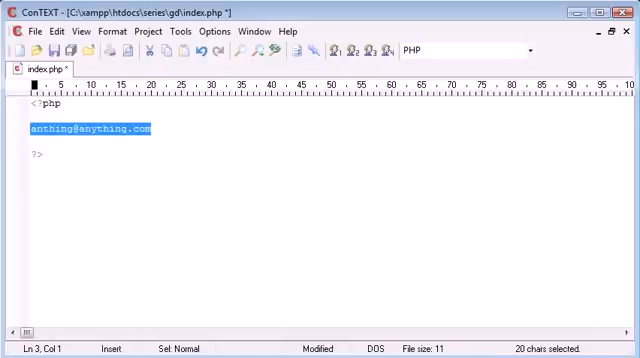 ConTEXT - [C:\xampp\htdocs\series\gd\index.php *]
File Edit View Format Project Tools Options Window Help
PHP
index.php *
5 10 15 20 25 30 35 40 45 50 55 60 65 70 75 80 85 90 95 100
<?php
anthing@anything.com
?>
Ln 3, Col 1 Insert Sel: Normal Modified DOS File size: 11 20 chars selected.